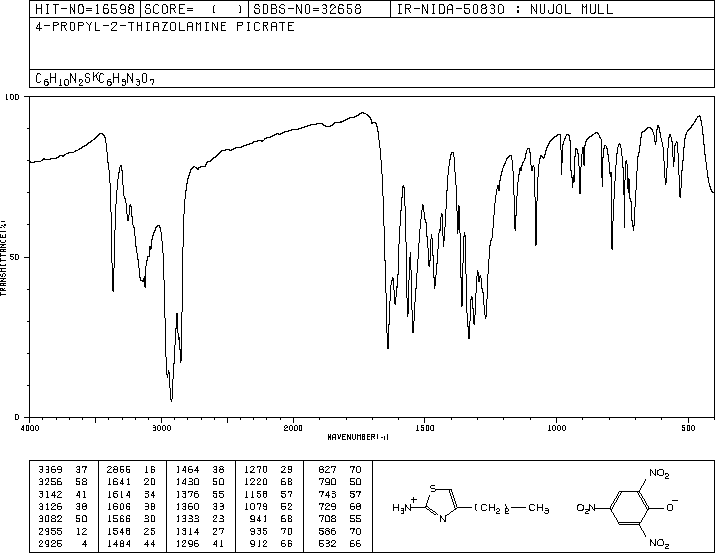 HIT-NO=16598 SCORE= ( ) SDBS-NO=32658 IR-NIDA-50830 : NUJOL MULL
4-PROPYL-2-THIAZOLAMINE PICRATE
C6H10N2SKC6H3N3O7
100
TRANSMITTANCE(%)
50
0
4000 3000 2000 1500 1000 500
WAVENUMBER(-1)
3369 37 2866 16 1464 38 1270 29 827 70
3256 58 1641 20 1430 50 1220 68 790 50
3142 41 1614 34 1376 55 1158 57 743 57
3126 38 1606 38 1360 33 1079 52 729 60
3082 50 1566 30 1333 23 941 68 708 55
2955 12 1548 25 1314 27 935 70 586 70
2925 4 1484 44 1296 41 912 66 532 66
S
+
NH3
N
(CH2)2 CH3
NO2
O2N
O−
NO2